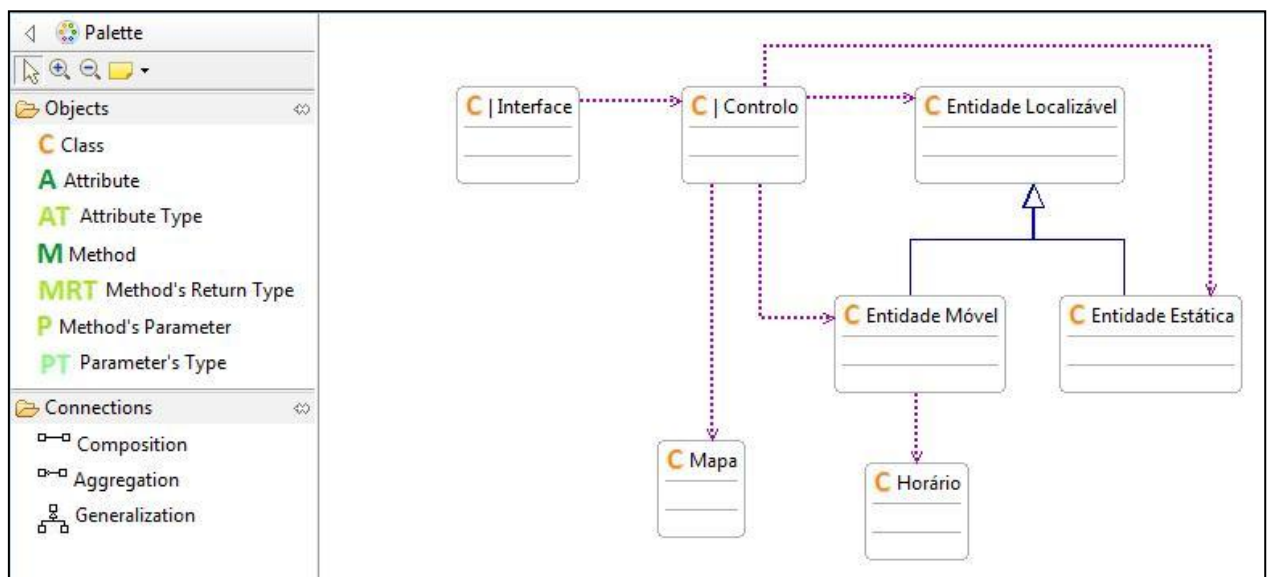 Palette
Objects
C Class
A Attribute
AT Attribute Type
M Method
MRT Method's Return Type
P Method's Parameter
PT Parameter's Type
Connections
Composition
Aggregation
Generalization
C | Interface
C | Controlo
C Entidade Localizável
C Entidade Móvel
C Entidade Estática
C Mapa
C Horário